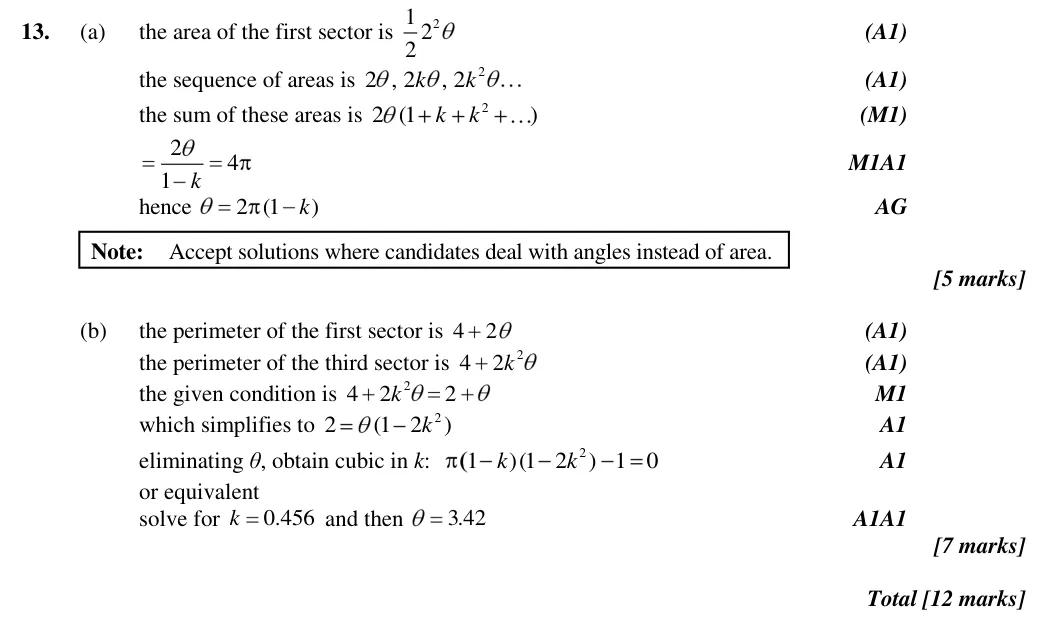 13. (a) the area of the first sector is \frac{1}{2} 2^2 θ (A1)
the sequence of areas is 2θ, 2kθ, 2k²θ… (A1)
the sum of these areas is 2θ(1+k+k²+…) (M1)
= \frac{2θ}{1−k} = 4π M1A1
hence θ = 2π(1−k) AG
Note: Accept solutions where candidates deal with angles instead of area.
[5 marks]
(b) the perimeter of the first sector is 4+2θ (A1)
the perimeter of the third sector is 4+2k²θ (A1)
the given condition is 4+2k²θ=2+θ M1
which simplifies to 2=θ(1−2k²) A1
eliminating θ, obtain cubic in k: π(1−k)(1−2k²)−1=0 A1
or equivalent
solve for k = 0.456 and then θ = 3.42 A1A1
[7 marks]
Total [12 marks]